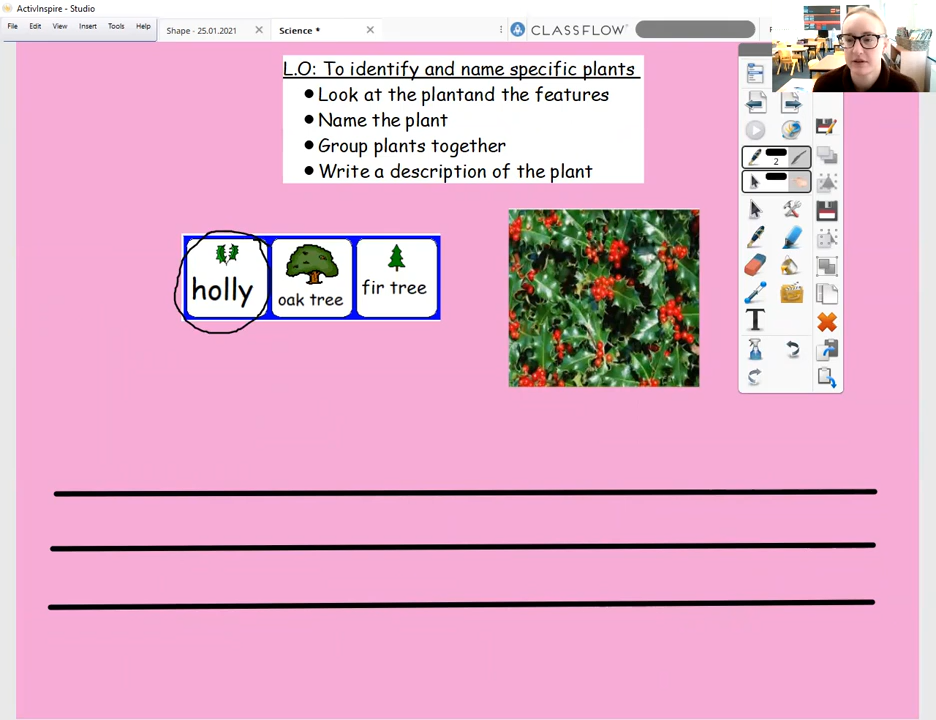 ActivInspire - Studio
File Edit View Insert Tools Help
Shape - 25.01.2021
Science *
CLASSFLOW
L.O: To identify and name specific plants
Look at the plantand the features
Name the plant
Group plants together
Write a description of the plant
holly
oak tree
fir tree
2
T